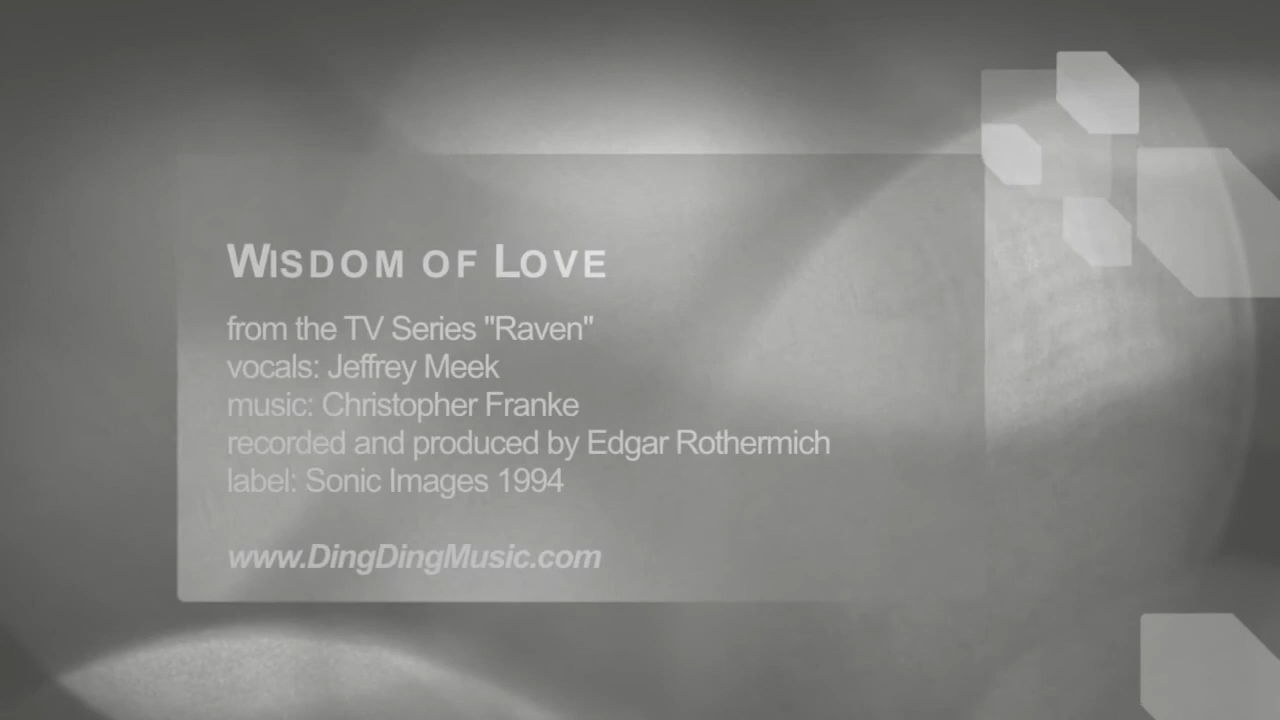 WISDOM OF LOVE
from the TV Series "Raven"
vocals: Jeffrey Meek
music: Christopher Franke
recorded and produced by Edgar Rothermich
label: Sonic Images 1994
www.DingDingMusic.com